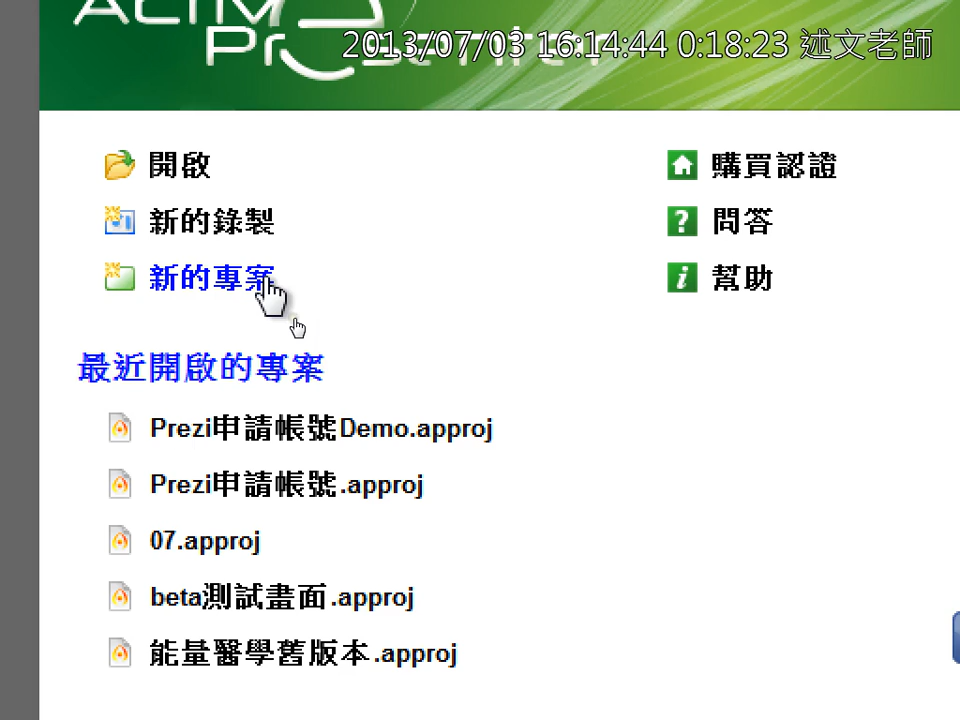 2013/07/03 16:14:44 0:18:23 述文老師
開啟
新的錄製
新的專案
購買認證
問答
幫助
最近開啟的專案
Prezi申請帳號Demo.approj
Prezi申請帳號.approj
07.approj
beta測試畫面.approj
能量醫學舊版本.approj